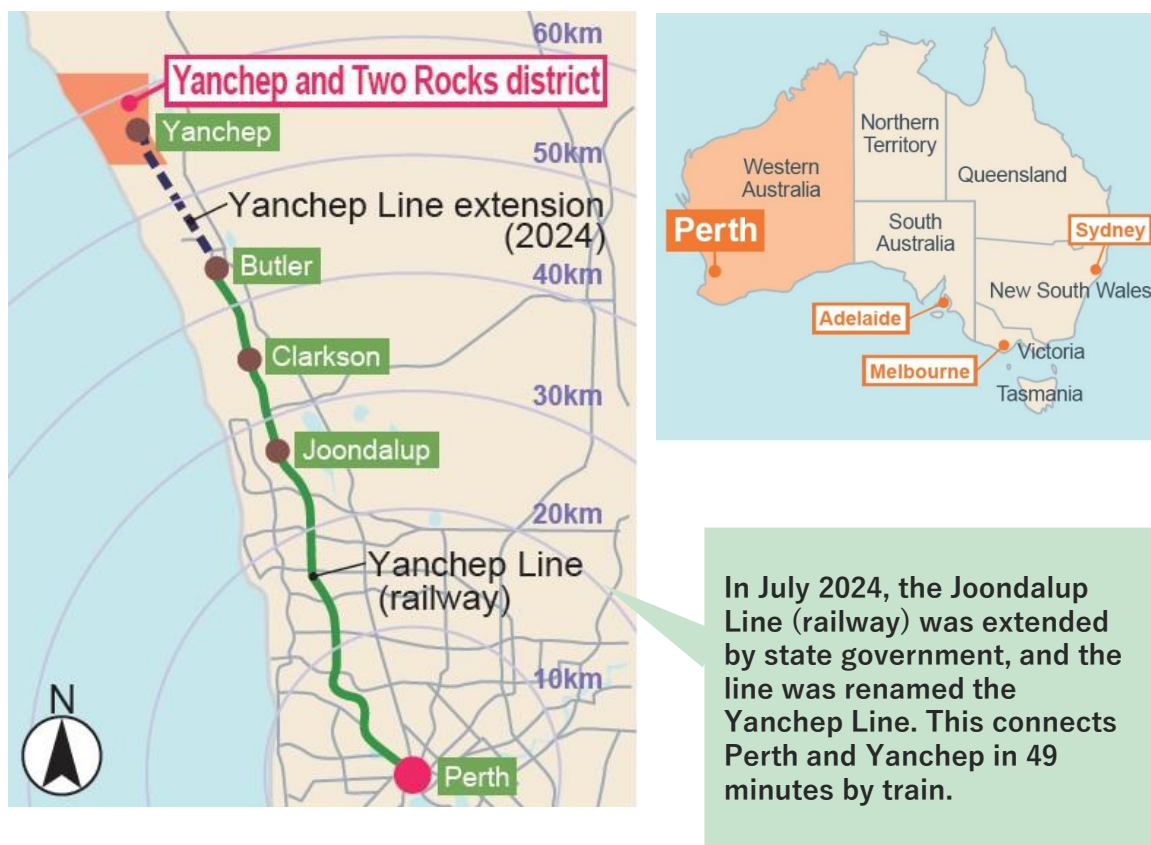 60km
Yanchep and Two Rocks district
Yanchep
50km
Yanchep Line extension
(2024)
Butler
40km
Clarkson
30km
Joondalup
20km
Yanchep Line
(railway)
10km
N
Perth
Northern
Territory
Western
Australia
Queensland
South
Australia
Perth
Sydney
New South Wales
Adelaide
Victoria
Melbourne
Tasmania
In July 2024, the Joondalup
Line (railway) was extended
by state government, and the
line was renamed the
Yanchep Line. This connects
Perth and Yanchep in 49
minutes by train.